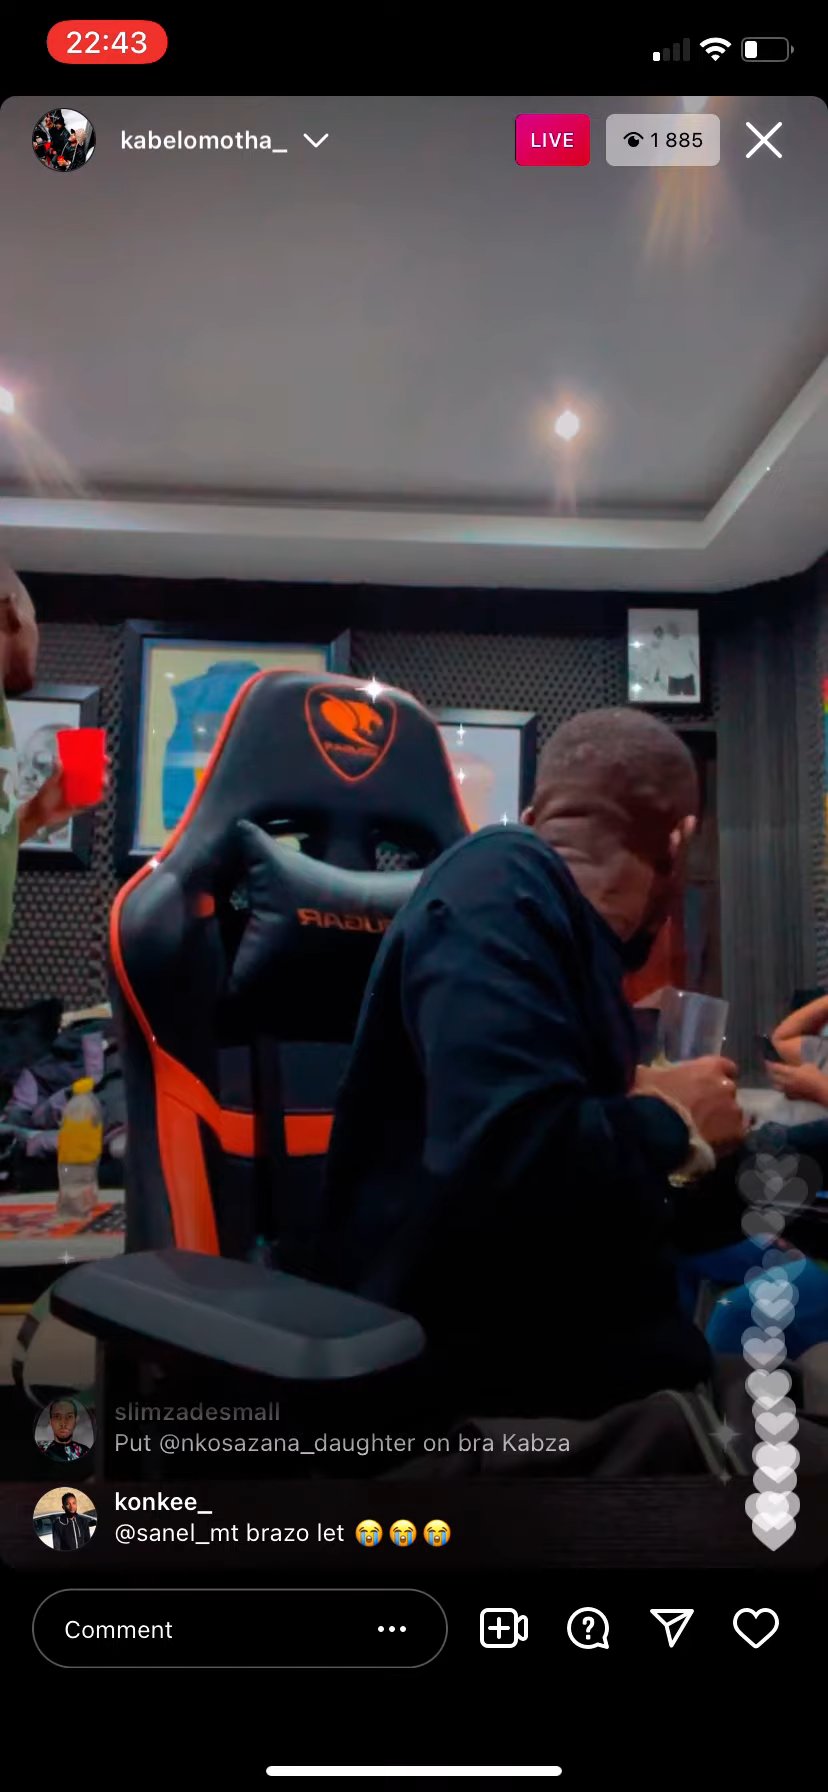 22:43
kabelomotha_
LIVE
1 885
slimzadesmall
Put @nkosazana_daughter on bra Kabza
konkee_
@sanel_mt brazo let 😭😭😭
Comment